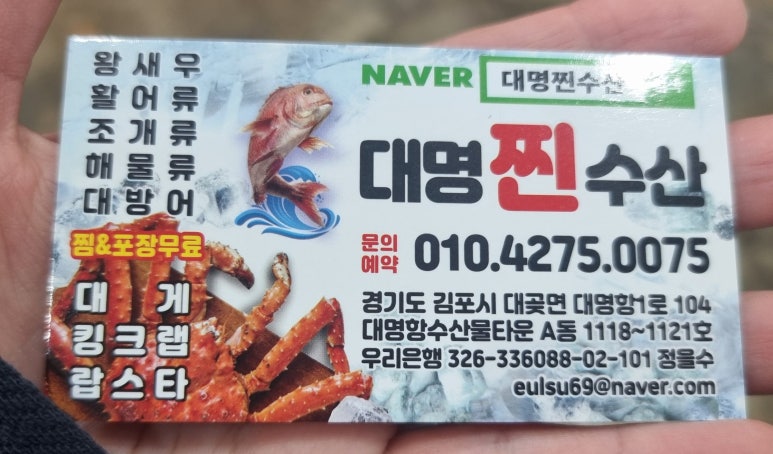 왕새우
활어류
조개류
해물류
대방어
찜&포장무료
대게
킹크랩
랍스타
NAVER 대명찐수산
대명찐수산
문의 예약 010.4275.0075
경기도 김포시 대곶면 대명항1로 104
대명항수산물타운 A동 1118~1121호
우리은행 326-336088-02-101 정을수
eulsu69@naver.com